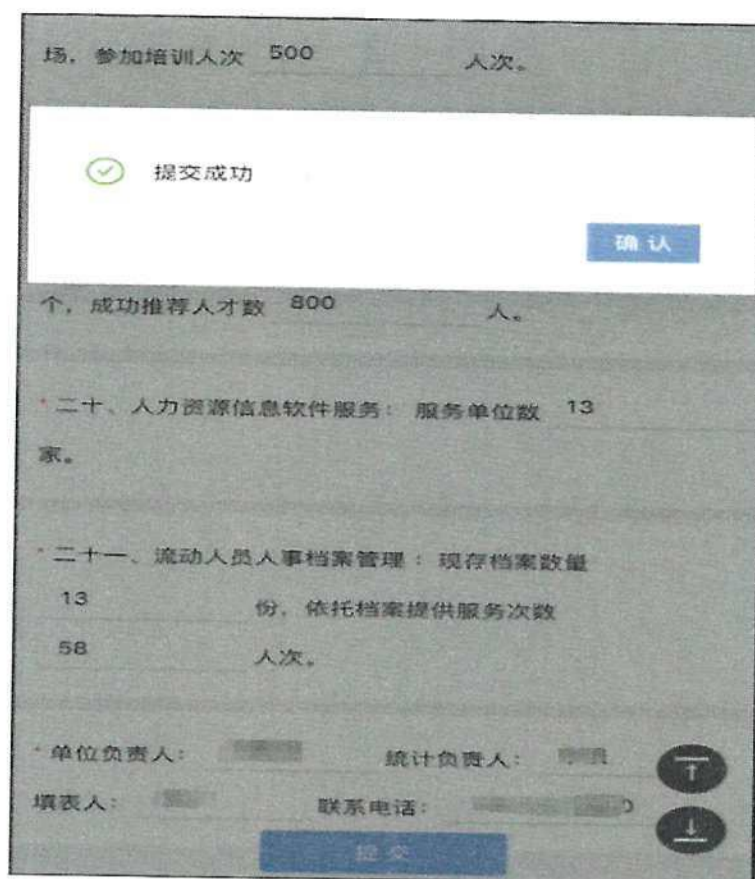 场，参加培训人次 500 人次。
提交成功
确认
个，成功推荐人才数 800 人。
*二十、人力资源信息软件服务：服务单位数 13
家。
*二十一、流动人员人事档案管理：现存档案数量
13 份，依托档案提供服务次数
58 人次。
*单位负责人： 统计负责人：
填表人： 联系电话：
提交